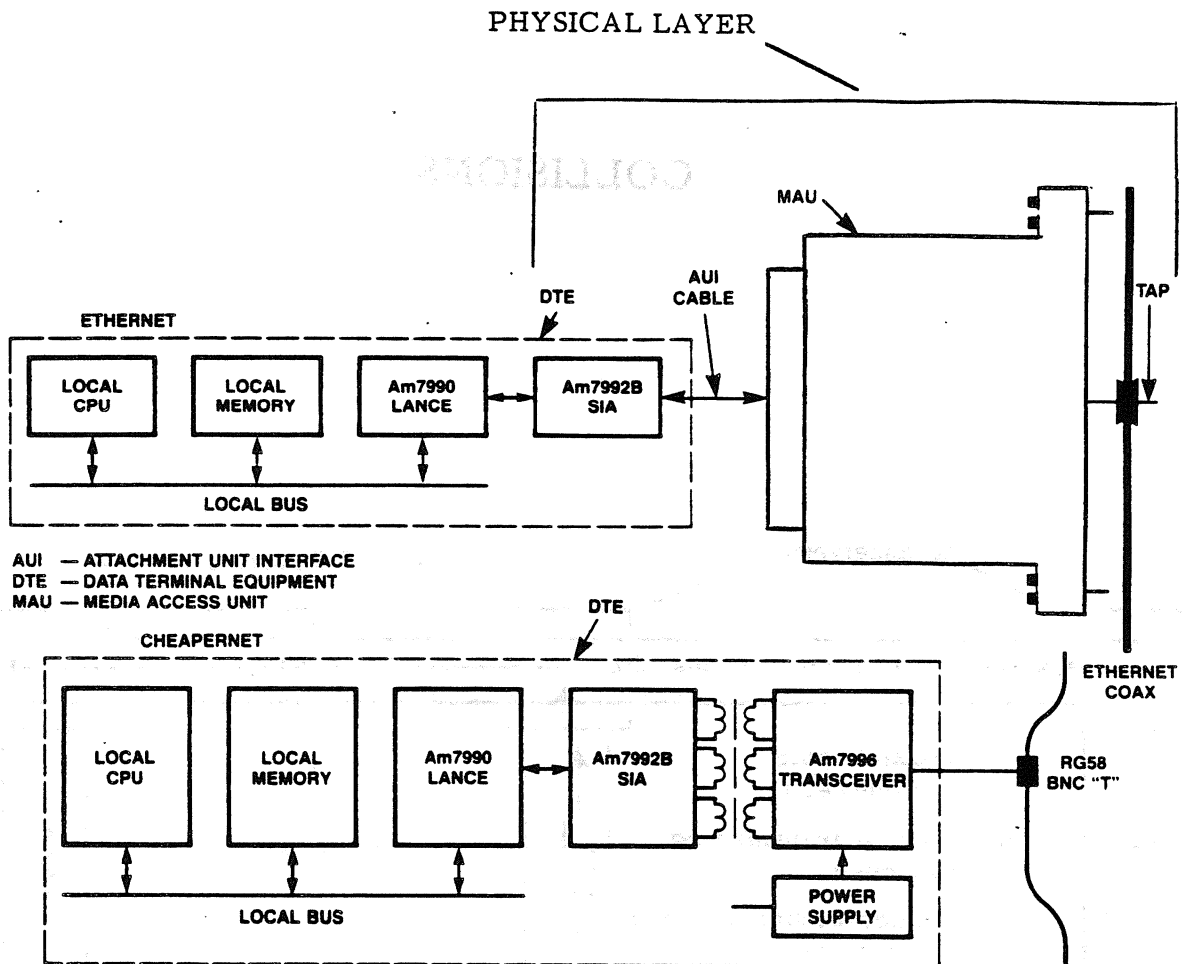 PHYSICAL LAYER
COLLISIONS
MAU
AUI
CABLE
TAP
DTE
ETHERNET
LOCAL
CPU
LOCAL
MEMORY
Am7990
LANCE
Am7992B
SIA
LOCAL BUS
AUI — ATTACHMENT UNIT INTERFACE
DTE — DATA TERMINAL EQUIPMENT
MAU — MEDIA ACCESS UNIT
DTE
CHEAPERNET
ETHERNET
COAX
LOCAL
CPU
LOCAL
MEMORY
Am7990
LANCE
Am7992B
SIA
Am7996
TRANSCEIVER
RG58
BNC "T"
POWER
SUPPLY
LOCAL BUS